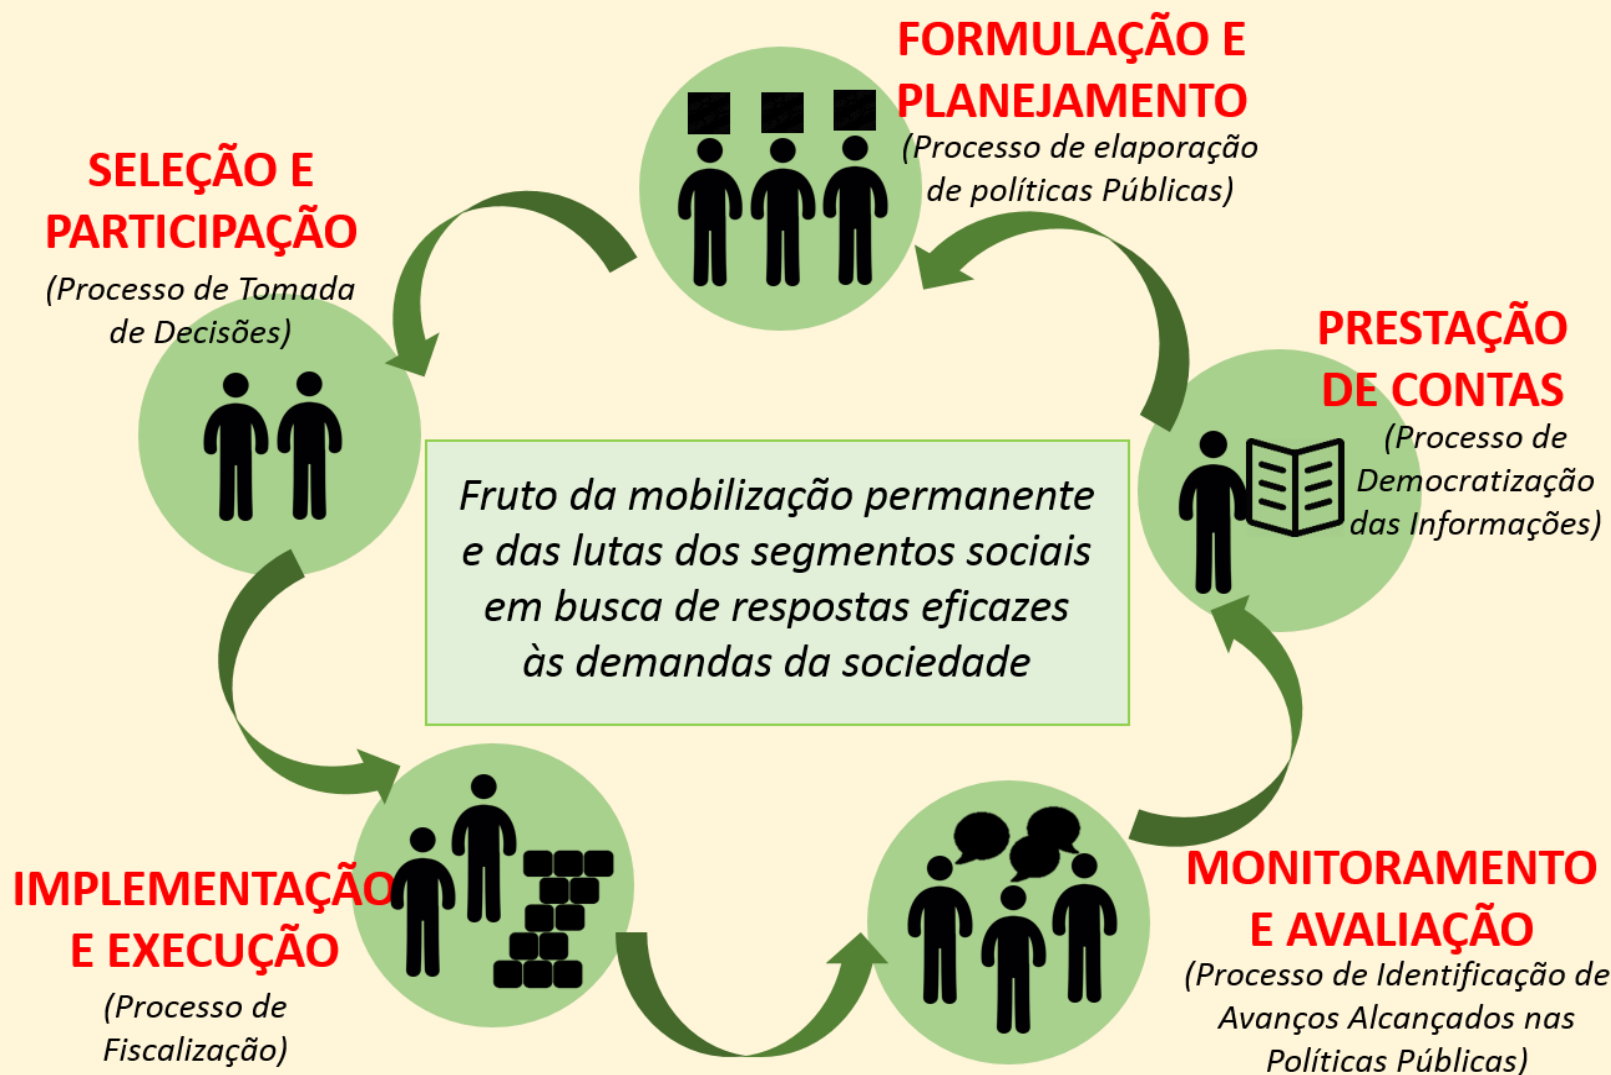 FORMULAÇÃO E
PLANEJAMENTO
(Processo de elaporação
de políticas Públicas)
SELEÇÃO E
PARTICIPAÇÃO
(Processo de Tomada
de Decisões)
PRESTAÇÃO
DE CONTAS
(Processo de
Democratização
das Informações)
Fruto da mobilização permanente
e das lutas dos segmentos sociais
em busca de respostas eficazes
às demandas da sociedade
IMPLEMENTAÇÃO
E EXECUÇÃO
(Processo de
Fiscalização)
MONITORAMENTO
E AVALIAÇÃO
(Processo de Identificação de
Avanços Alcançados nas
Políticas Públicas)